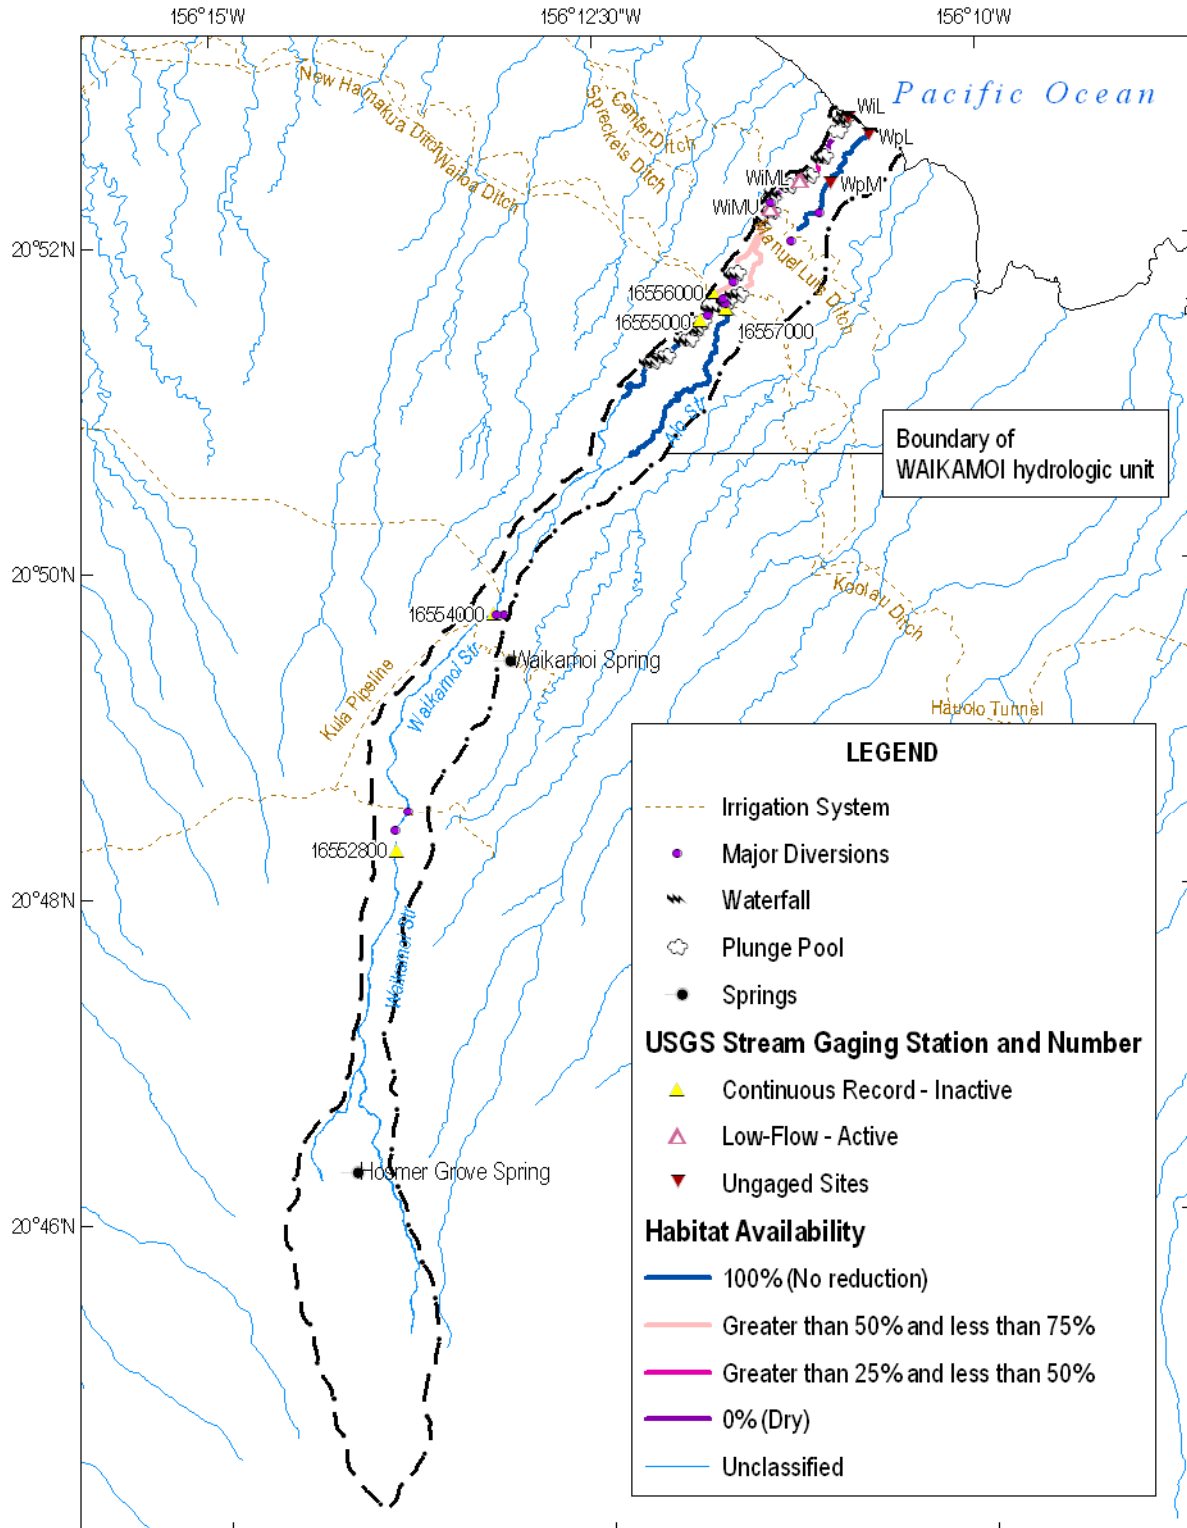 156°15'W
156°12'30"W
156°10'W
Pacific Ocean
New Hamakua Ditch
Center Ditch
Spreckels Ditch
Wailoa Ditch
WiL
WpL
WiML
WpM
WiMU
20°52'N
Manuel Luis Ditch
16556000
16555000
16557000
Alo Str
Boundary of
WAIKAMOI hydrologic unit
20°50'N
Koolau Ditch
16554000
Waikamoi Spring
Waikamoi Str
Kula Pipeline
Haiolo Tunnel
LEGEND
Irrigation System
Major Diversions
16552800
20°48'N
Waterfall
Waikamoi Str
Plunge Pool
Springs
USGS Stream Gaging Station and Number
Continuous Record - Inactive
Low-Flow - Active
Hosmer Grove Spring
Ungaged Sites
20°46'N
Habitat Availability
100% (No reduction)
Greater than 50% and less than 75%
Greater than 25% and less than 50%
0% (Dry)
Unclassified